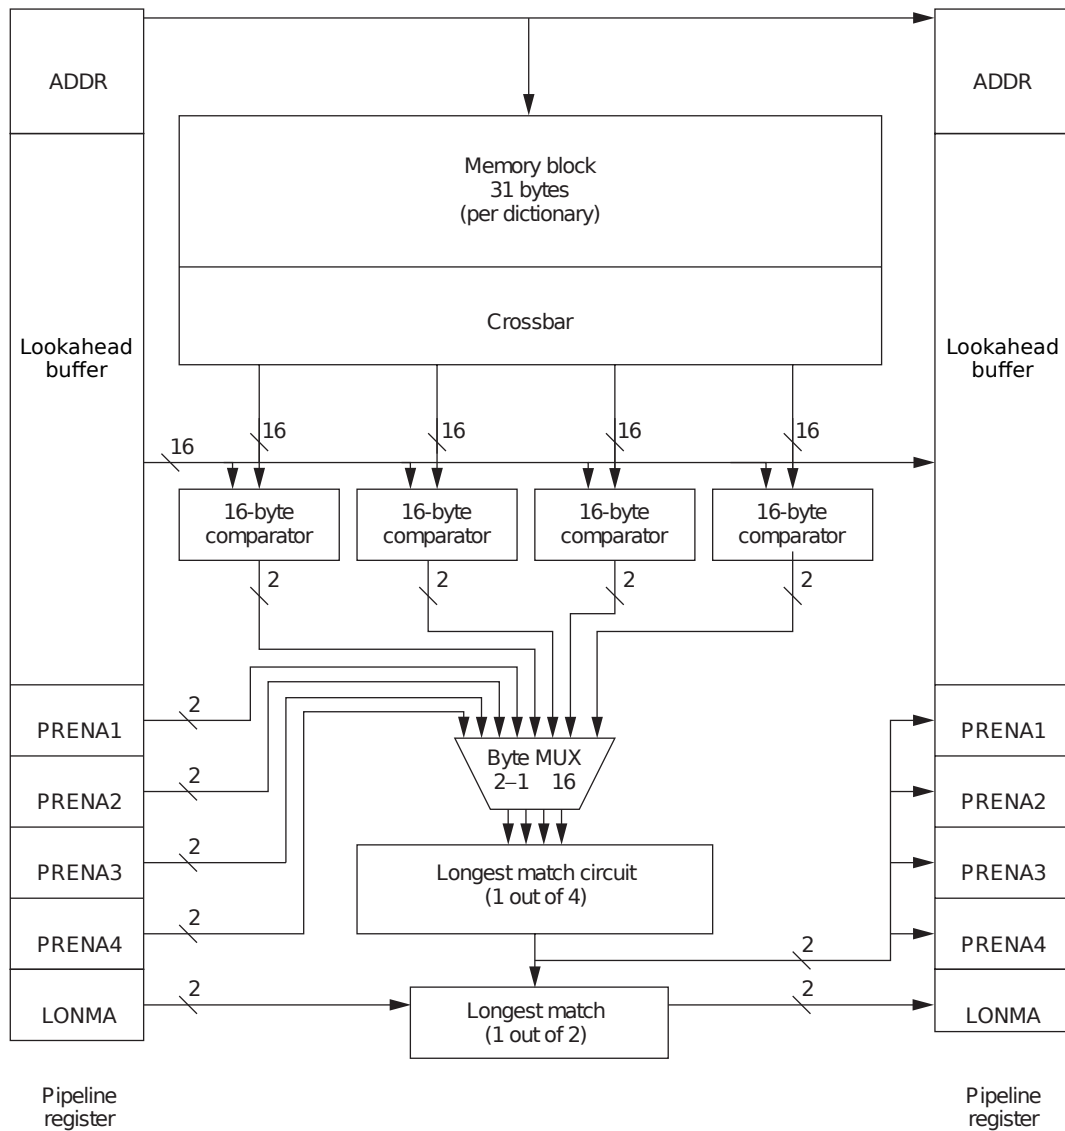 ADDR
ADDR
Memory block
31 bytes
(per dictionary)
Crossbar
Lookahead
buffer
Lookahead
buffer
16
16
16
16
16
16-byte
comparator
16-byte
comparator
16-byte
comparator
16-byte
comparator
2
2
2
2
PRENA1
2
PRENA1
Byte MUX
2–1 16
PRENA2
2
PRENA2
PRENA3
2
Longest match circuit
(1 out of 4)
PRENA3
PRENA4
2
2
PRENA4
LONMA
2
Longest match
(1 out of 2)
2
LONMA
Pipeline
register
Pipeline
register